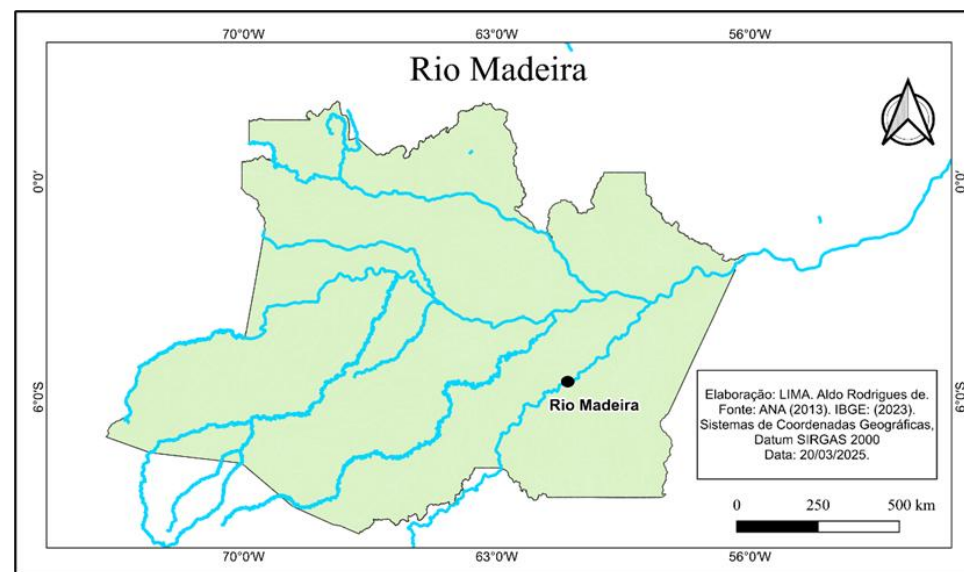 70°0'W 63°0'W 56°0'W
Rio Madeira
0°0' 0°0'
6°0'S 6°0'S
Rio Madeira
Elaboração: LIMA. Aldo Rodrigues de.
Fonte: ANA (2013). IBGE: (2023).
Sistemas de Coordenadas Geográficas,
Datum SIRGAS 2000
Data: 20/03/2025.
0 250 500 km
70°0'W 63°0'W 56°0'W